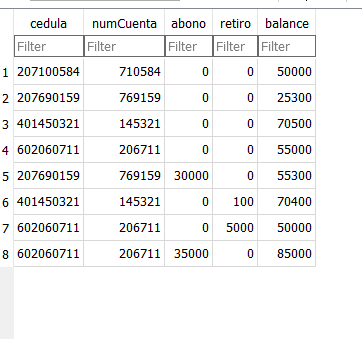 cedula numCuenta abono retiro balance
Filter Filter Filter Filter Filter
1 207100584 710584 0 0 50000
2 207690159 769159 0 0 25300
3 401450321 145321 0 0 70500
4 602060711 206711 0 0 55000
5 207690159 769159 30000 0 55300
6 401450321 145321 0 100 70400
7 602060711 206711 0 5000 50000
8 602060711 206711 35000 0 85000